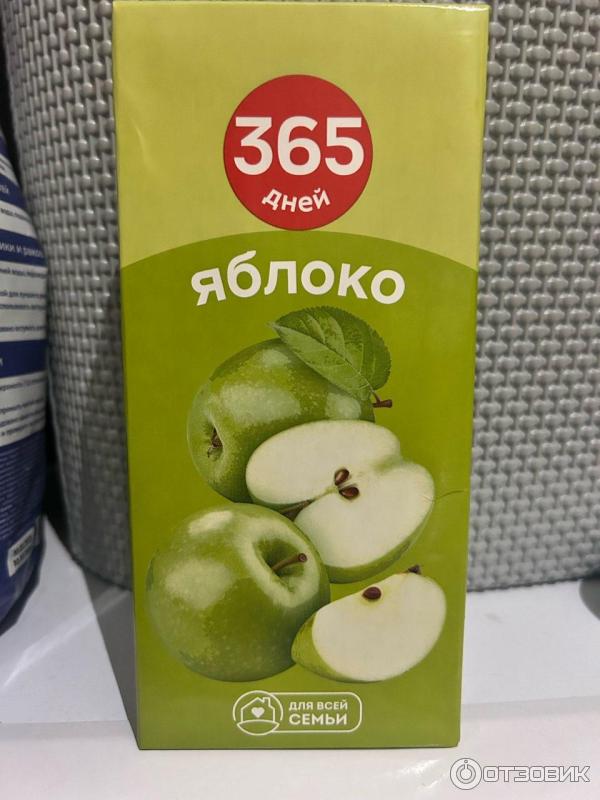 365
дней
яблоко
ДЛЯ ВСЕЙ
СЕМЬИ
ОТЗОВИК